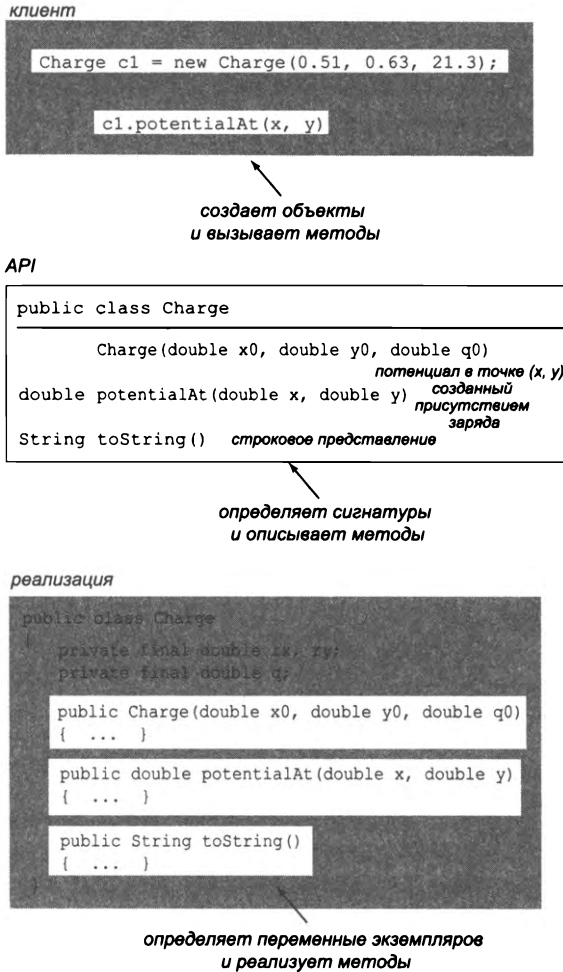 клиент
Charge c1 = new Charge(0.51, 0.63, 21.3);
c1.potentialAt(x, y)
создает объекты
и вызывает методы
API
public class Charge
Charge(double x0, double y0, double q0)
потенциал в точке (x, y)
double potentialAt(double x, double y) созданный
присутствием
заряда
String toString() строковое представление
определяет сигнатуры
и описывает методы
реализация
public class Charge
{
private final double rx, ry;
private final double q;
public Charge(double x0, double y0, double q0)
{ ... }
public double potentialAt(double x, double y)
{ ... }
public String toString()
{ ... }
}
определяет переменные экземпляров
и реализует методы